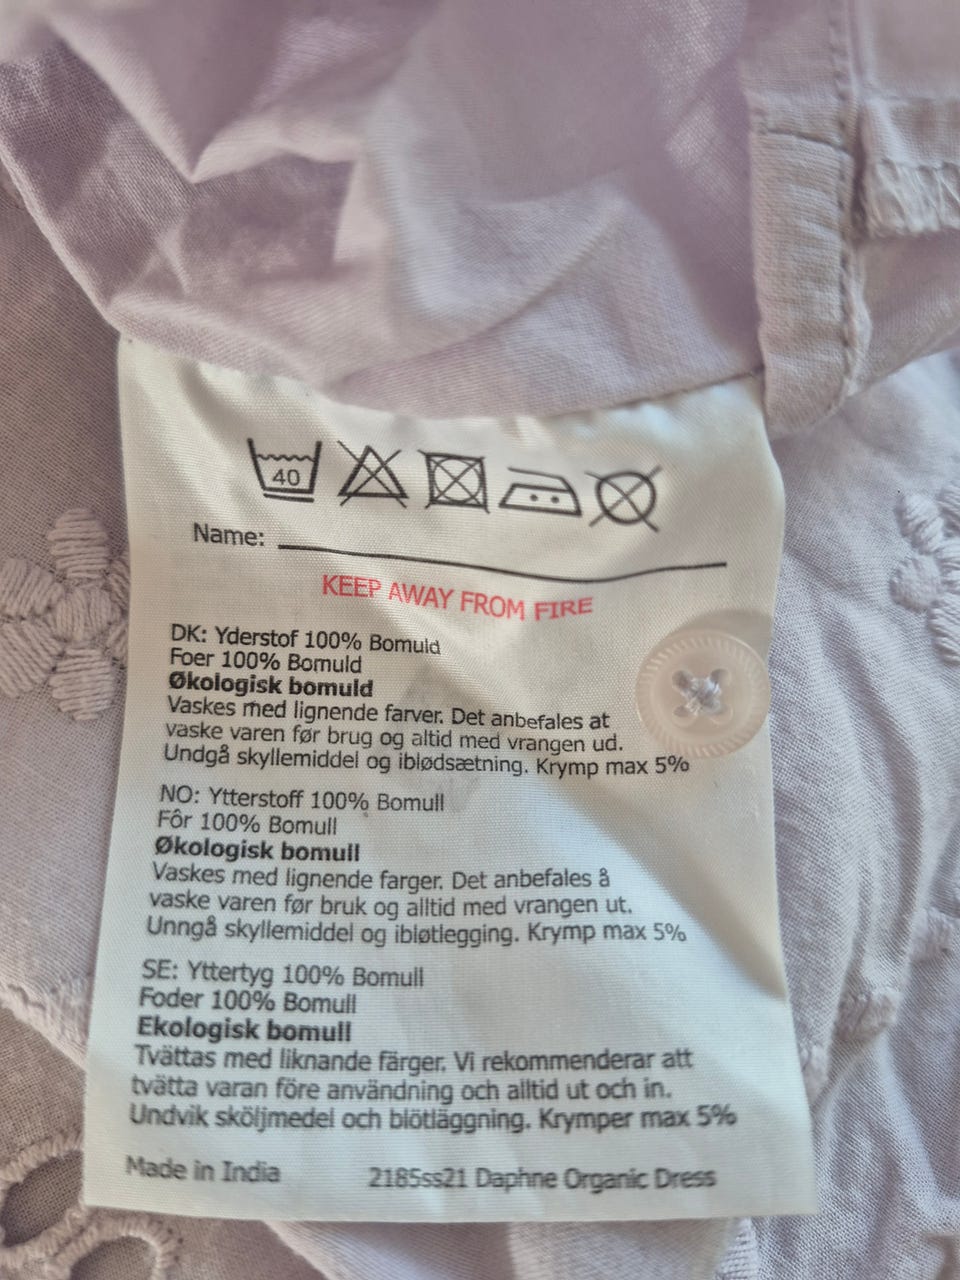 40
Name:
KEEP AWAY FROM FIRE
DK: Yderstof 100% Bomuld
Foer 100% Bomuld
Økologisk bomuld
Vaskes med lignende farver. Det anbefales at
vaske varen før brug og altid med vrangen ud.
Undgå skyllemiddel og iblødsætning. Krymp max 5%
NO: Ytterstoff 100% Bomull
Fôr 100% Bomull
Økologisk bomull
Vaskes med lignende farger. Det anbefales å
vaske varen før bruk og alltid med vrangen ut.
Unngå skyllemiddel og ibløtlegging. Krymp max 5%
SE: Yttertyg 100% Bomull
Foder 100% Bomull
Ekologisk bomull
Tvättas med liknande färger. Vi rekommenderar att
tvätta varan före användning och alltid ut och in.
Undvik sköljmedel och blötläggning. Krymper max 5%
Made in India 2185ss21 Daphne Organic Dress